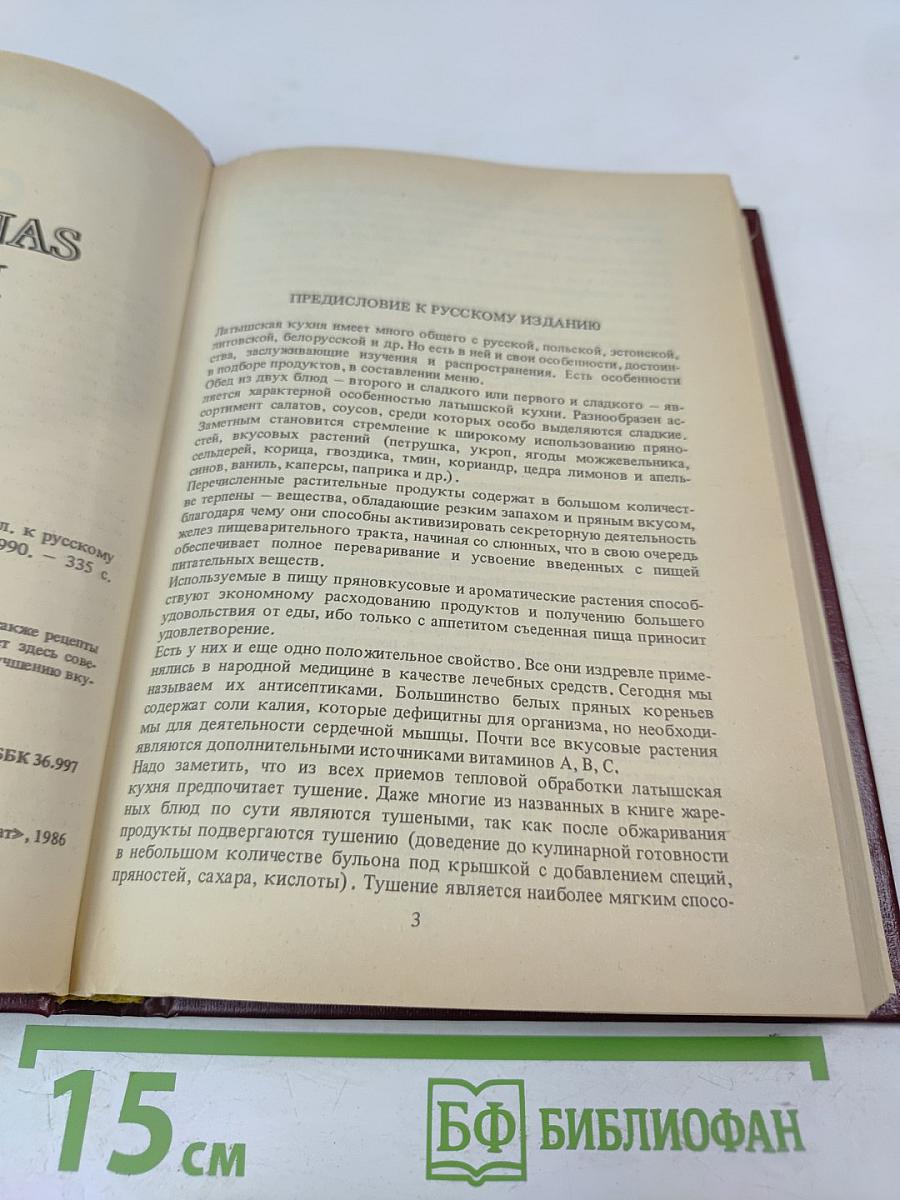 IAS
л. к русскому
990. — 335 с.
также рецепты
ет здесь сове-
учшению вку-
ББК 36.997
ат», 1986
ПРЕДИСЛОВИЕ К РУССКОМУ ИЗДАНИЮ
Латышская кухня имеет много общего с русской, польской, эстонской,
литовской, белорусской и др. Но есть в ней и свои особенности, достоин-
ства, заслуживающие изучения и распространения. Есть особенности
в подборе продуктов, в составлении меню.
Обед из двух блюд — второго и сладкого или первого и сладкого — яв-
ляется характерной особенностью латышской кухни. Разнообразен ас-
сортимент салатов, соусов, среди которых особо выделяются сладкие.
Заметным становится стремление к широкому использованию пряно-
стей, вкусовых растений (петрушка, укроп, ягоды можжевельника,
сельдерей, корица, гвоздика, тмин, кориандр, цедра лимонов и апель-
синов, ваниль, каперсы, паприка и др.).
Перечисленные растительные продукты содержат в большом количест-
ве терпены — вещества, обладающие резким запахом и пряным вкусом,
благодаря чему они способны активизировать секреторную деятельность
желез пищеварительного тракта, начиная со слюнных, что в свою очередь
обеспечивает полное переваривание и усвоение введенных с пищей
питательных веществ.
Используемые в пищу пряновкусовые и ароматические растения способ-
ствуют экономному расходованию продуктов и получению большего
удовольствия от еды, ибо только с аппетитом съеденная пища приносит
удовлетворение.
Есть у них и еще одно положительное свойство. Все они издревле приме-
нялись в народной медицине в качестве лечебных средств. Сегодня мы
называем их антисептиками. Большинство белых пряных кореньев
содержат соли калия, которые дефицитны для организма, но необходи-
мы для деятельности сердечной мышцы. Почти все вкусовые растения
являются дополнительными источниками витаминов А, В, С.
Надо заметить, что из всех приемов тепловой обработки латышская
кухня предпочитает тушение. Даже многие из названных в книге жаре-
ных блюд по сути являются тушеными, так как после обжаривания
продукты подвергаются тушению (доведение до кулинарной готовности
в небольшом количестве бульона под крышкой с добавлением специй,
пряностей, сахара, кислоты). Тушение является наиболее мягким спосо-
3
15 см
БФ БИБЛИОФАН